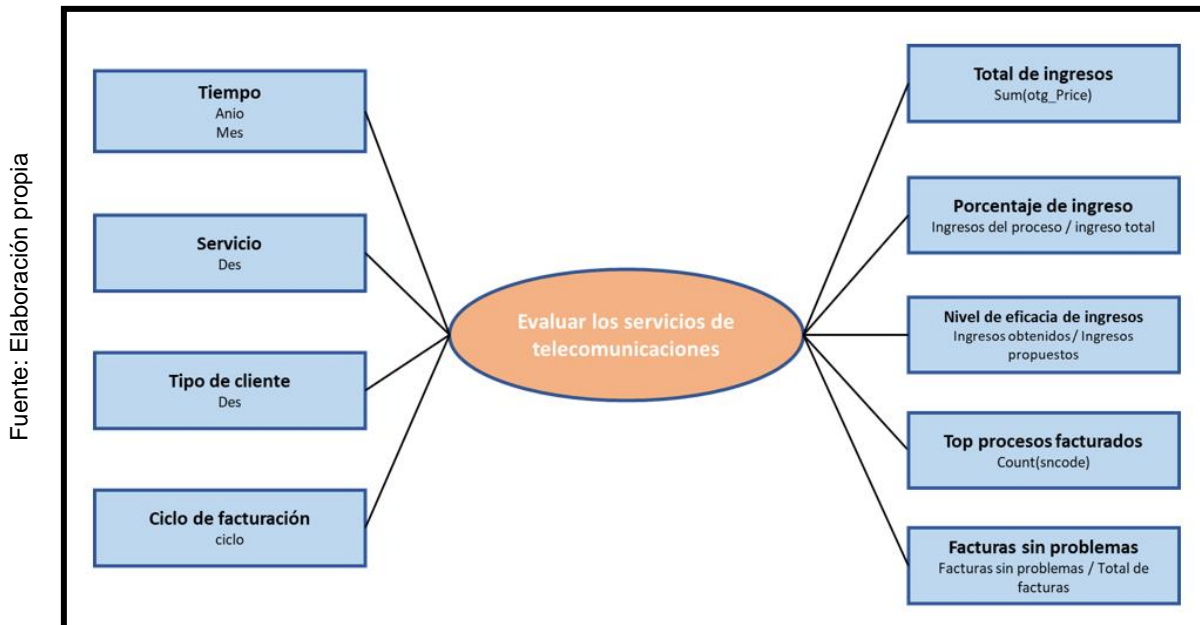 Fuente: Elaboración propia
Tiempo
Anio
Mes
Servicio
Des
Tipo de cliente
Des
Ciclo de facturación
ciclo
Evaluar los servicios de
telecomunicaciones
Total de ingresos
Sum(otg_Price)
Porcentaje de ingreso
Ingresos del proceso / ingreso total
Nivel de eficacia de ingresos
Ingresos obtenidos/ Ingresos
propuestos
Top procesos facturados
Count(sncode)
Facturas sin problemas
Facturas sin problemas / Total de
facturas